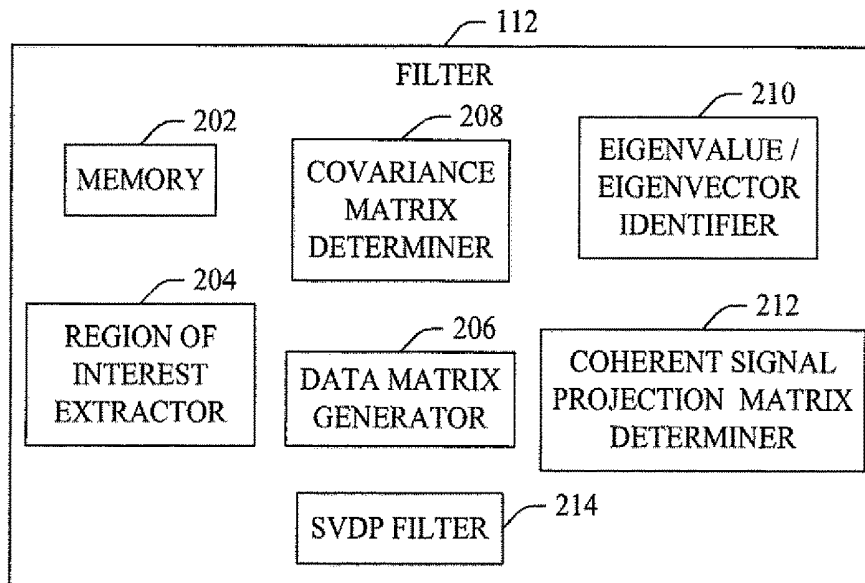 112
FILTER
202
MEMORY
208
COVARIANCE
MATRIX
DETERMINER
210
EIGENVALUE /
EIGENVECTOR
IDENTIFIER
204
REGION OF
INTEREST
EXTRACTOR
206
DATA MATRIX
GENERATOR
212
COHERENT SIGNAL
PROJECTION MATRIX
DETERMINER
SVDP FILTER
214